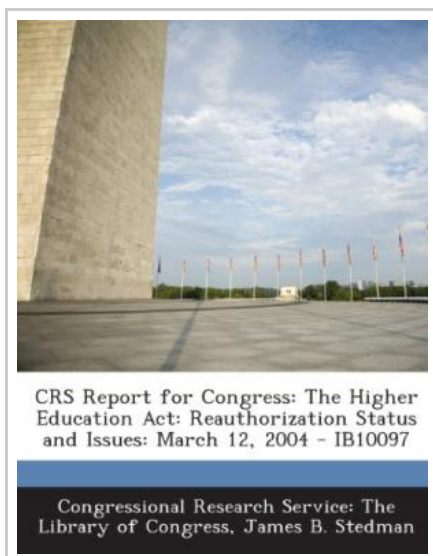 CRS Report for Congress: The Higher
Education Act: Reauthorization Status
and Issues: March 12, 2004 - IB10097
Congressional Research Service: The
Library of Congress, James B. Stedman